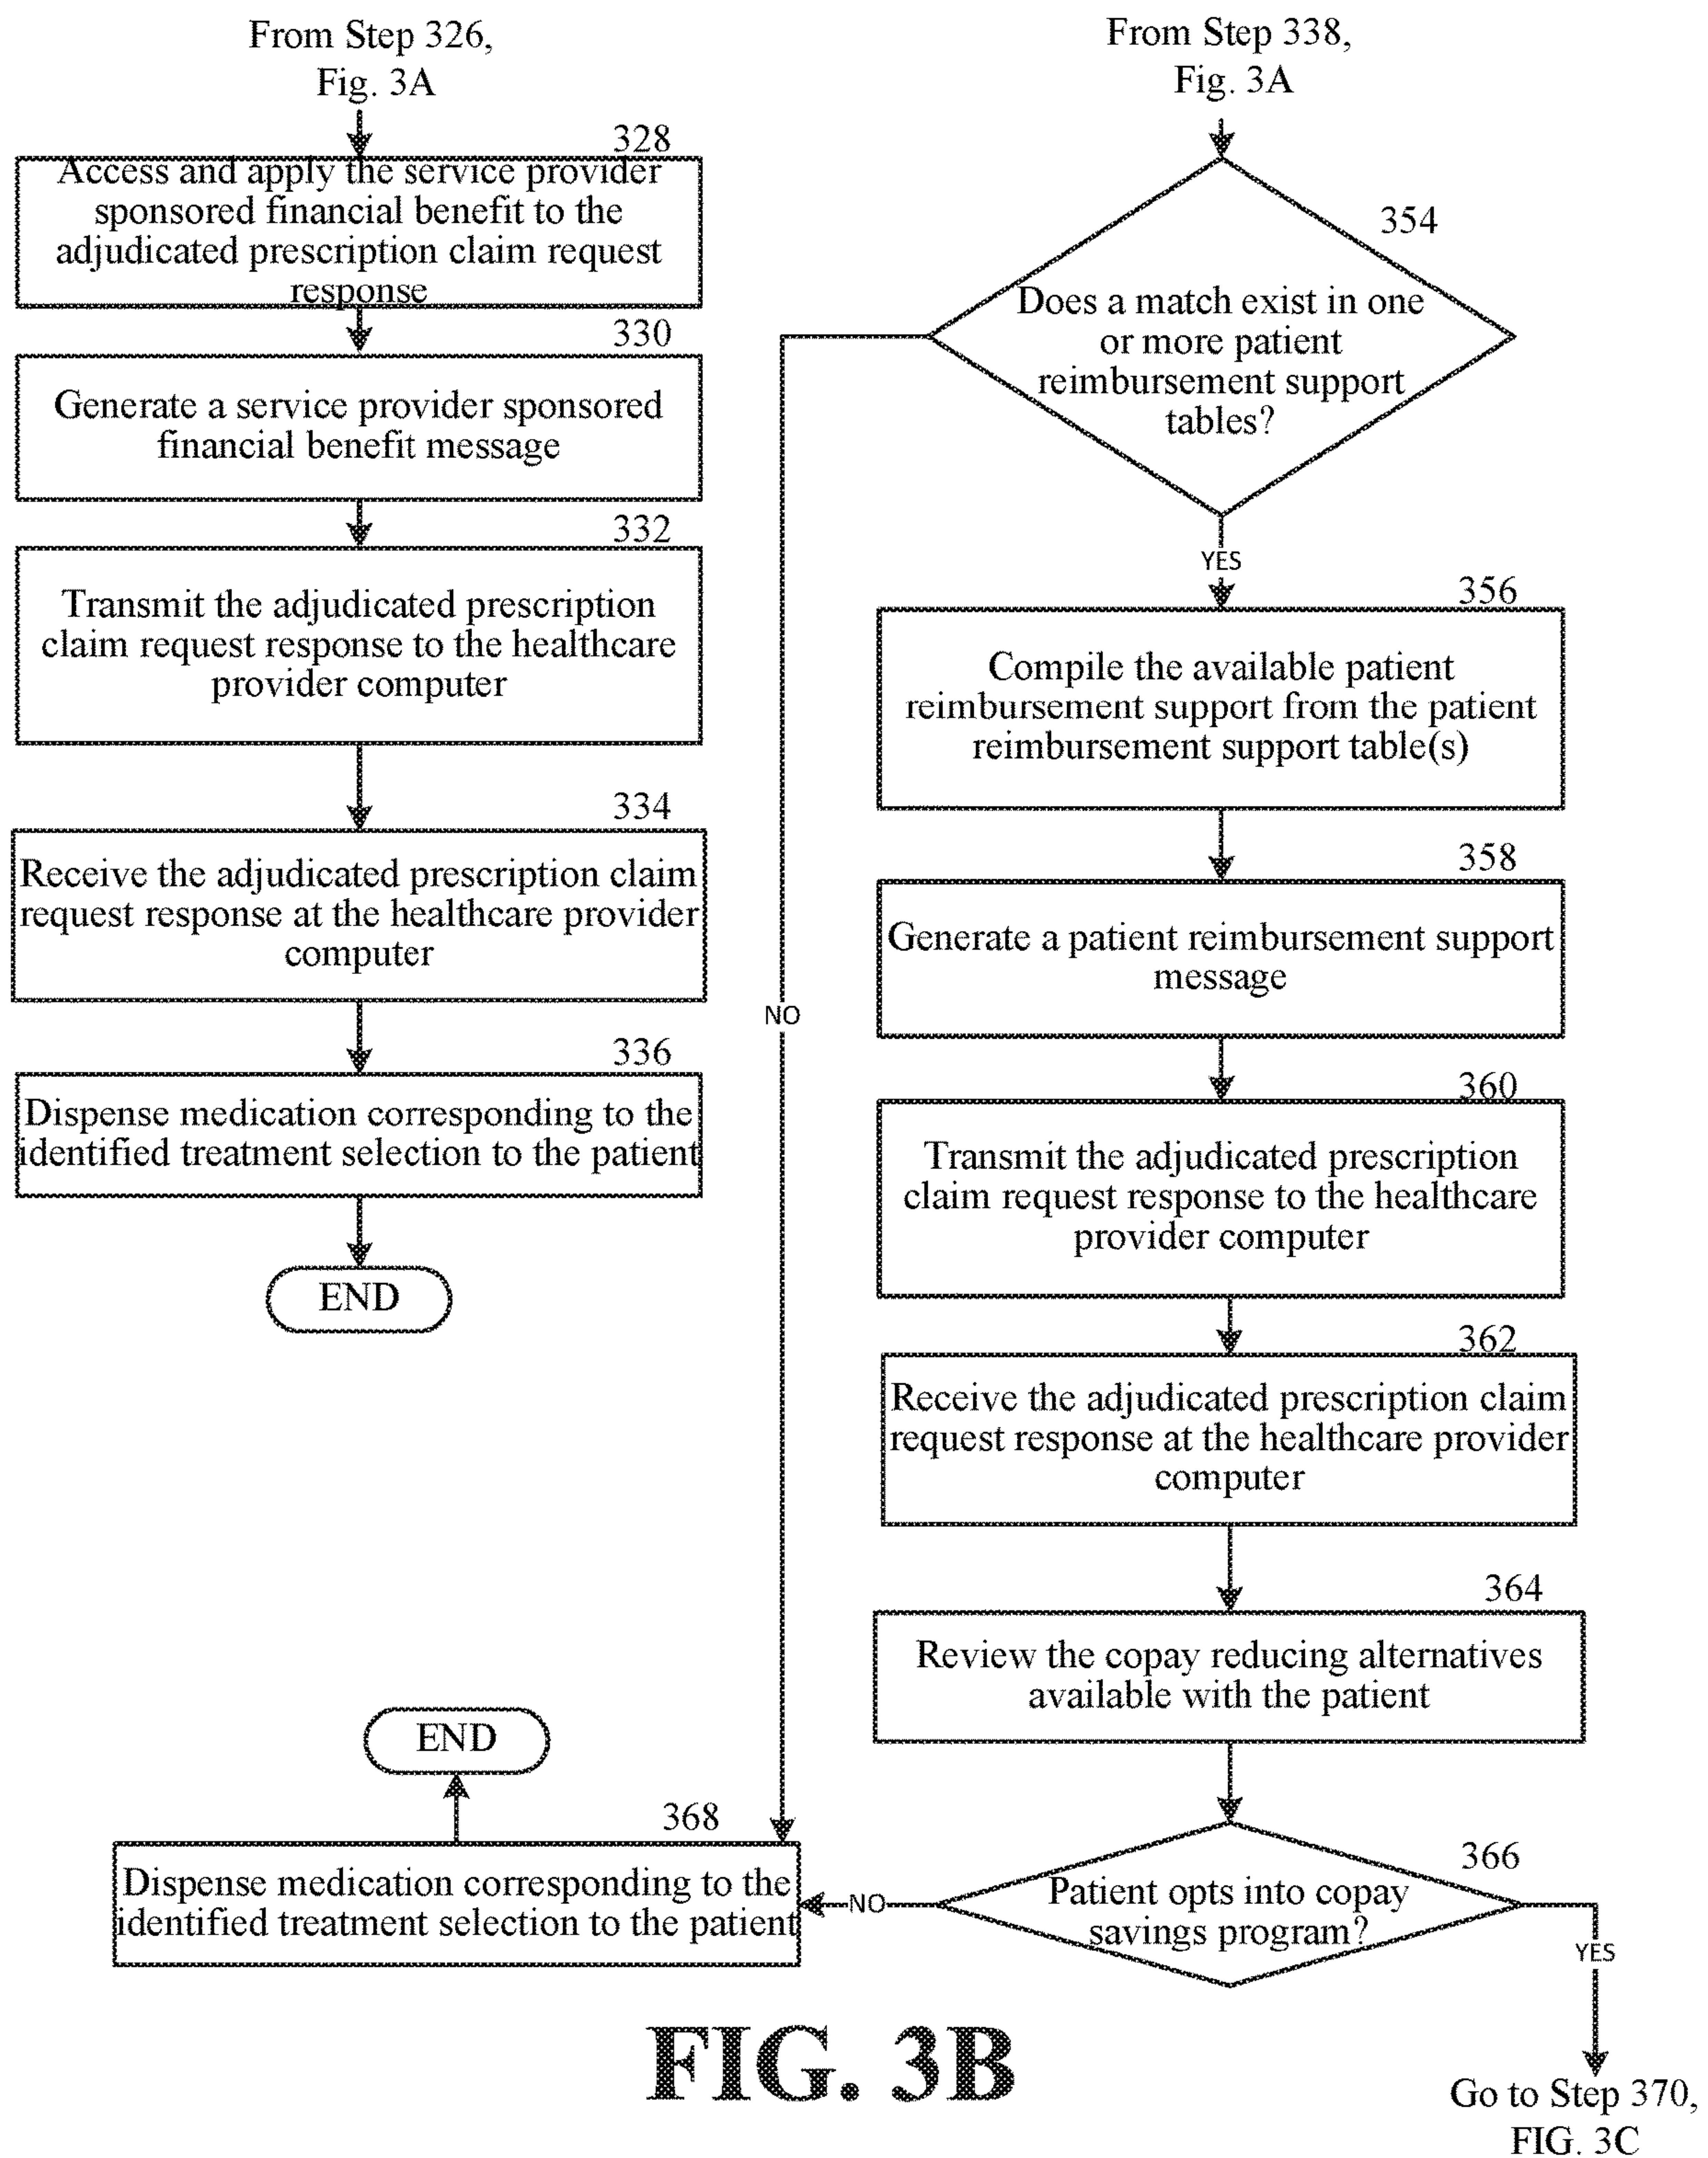 From Step 326,
Fig. 3A
328
Access and apply the service provider
sponsored financial benefit to the
adjudicated prescription claim request
response
330
Generate a service provider sponsored
financial benefit message
332
Transmit the adjudicated prescription
claim request response to the healthcare
provider computer
334
Receive the adjudicated prescription claim
request response at the healthcare provider
computer
336
Dispense medication corresponding to the
identified treatment selection to the patient
END
From Step 338,
Fig. 3A
354
Does a match exist in one
or more patient
reimbursement support
tables?
NO
YES
356
Compile the available patient
reimbursement support from the patient
reimbursement support table(s)
358
Generate a patient reimbursement support
message
360
Transmit the adjudicated prescription
claim request response to the healthcare
provider computer
362
Receive the adjudicated prescription claim
request response at the healthcare provider
computer
364
Review the copay reducing alternatives
available with the patient
366
Patient opts into copay
savings program?
NO
YES
368
Dispense medication corresponding to the
identified treatment selection to the patient
END
Go to Step 370,
FIG. 3C
FIG. 3B